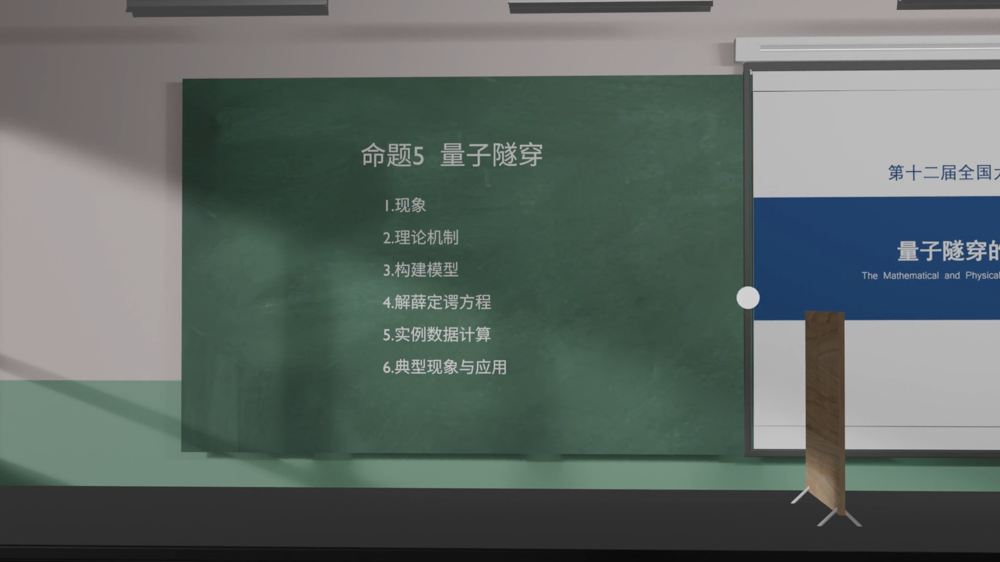 命题5 量子隧穿
1.现象
2.理论机制
3.构建模型
4.解薛定谔方程
5.实例数据计算
6.典型现象与应用
第十二届全国
量子隧穿的
The Mathematical and Physical